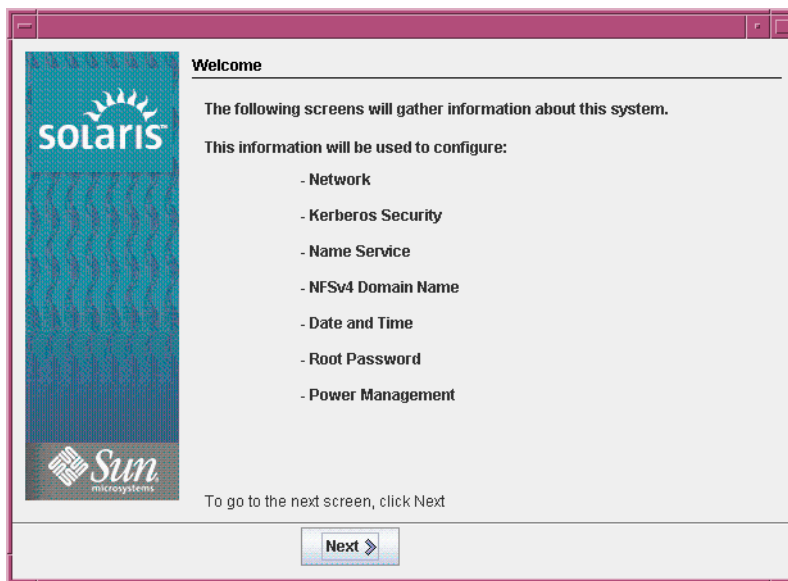 Welcome
solaris™
The following screens will gather information about this system.
This information will be used to configure:
- Network
- Kerberos Security
- Name Service
- NFSv4 Domain Name
- Date and Time
- Root Password
- Power Management
Sun
microsystems
To go to the next screen, click Next
Next